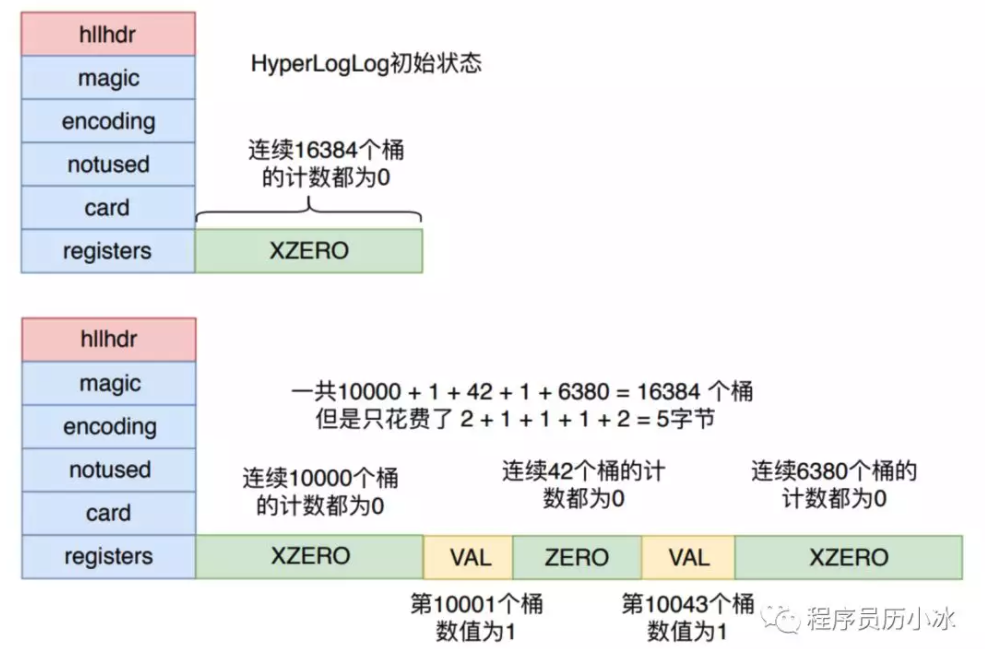 hllhdr
magic
encoding
notused
card
registers
HyperLogLog初始状态
连续16384个桶
的计数都为0
XZERO
hllhdr
magic
encoding
notused
card
registers
一共10000 + 1 + 42 + 1 + 6380 = 16384 个桶
但是只花费了 2 + 1 + 1 + 1 + 2 = 5字节
连续10000个桶
的计数都为0
连续42个桶的计
数都为0
连续6380个桶的
计数都为0
XZERO
VAL
ZERO
VAL
XZERO
第10001个桶
数值为1
第10043个桶
数值为1
程序员历小冰